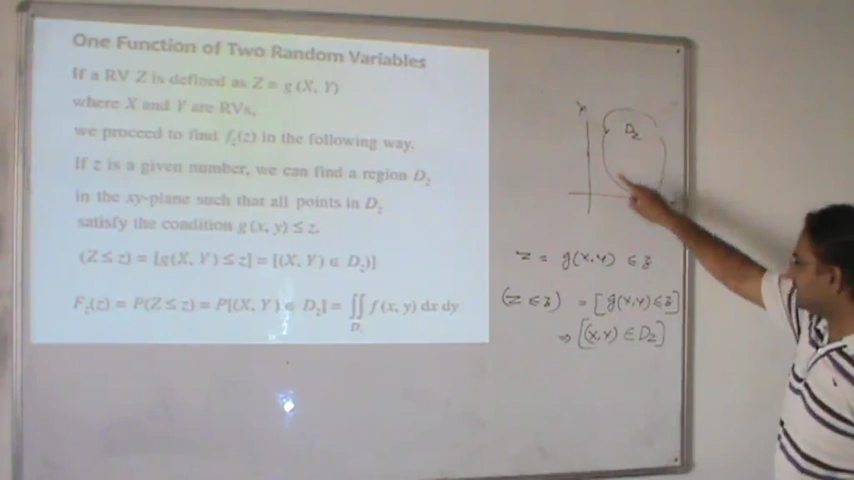 One Function of Two Random Variables
If a RV Z is defined as Z = g (X, Y)
where X and Y are RVs,
we proceed to find f_z(z) in the following way.
If z is a given number, we can find a region D_z
in the xy-plane such that all points in D_z
satisfy the condition g(x, y) ≤ z.
(Z ≤ z) = [g(X, Y) ≤ z] = [(X, Y) ∈ D_z)]
F_z(z) = P(Z ≤ z) = P[(X, Y) ∈ D_z] = ∬ f(x, y) dx dy
D_z
Y
D_z
z = g(x,y) ≤ z
(z ≤ z) = [g(x,y) ≤ z]
⇒ [(x,y) ∈ D_z]